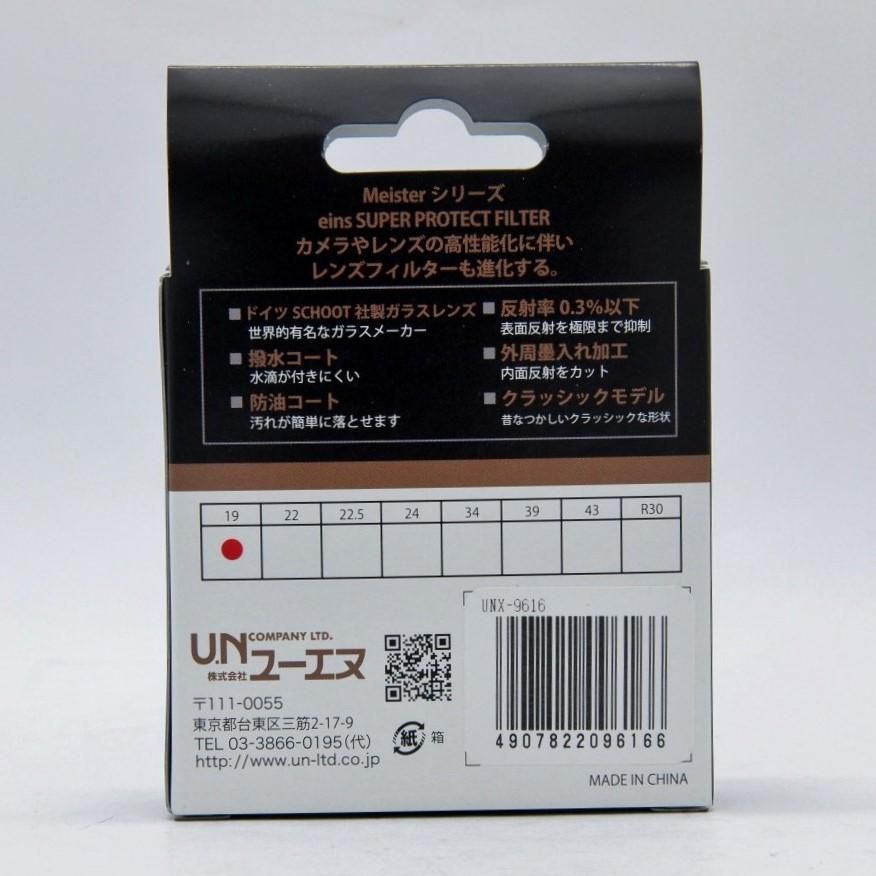 Meister シリーズ
eins SUPER PROTECT FILTER
カメラやレンズの高性能化に伴い
レンズフィルターも進化する。
■ドイツ SCHOOT 社製ガラスレンズ
世界的有名なガラスメーカー
■撥水コート
水滴が付きにくい
■防油コート
汚れが簡単に落とせます
■反射率 0.3%以下
表面反射を極限まで抑制
■外周墨入れ加工
内面反射をカット
■クラッシックモデル
昔なつかしいクラッシックな形状
19 22 22.5 24 34 39 43 R30
U.N COMPANY LTD.
株式会社 ユーエヌ
〒111-0055
東京都台東区三筋2-17-9
TEL 03-3866-0195(代)
http://www.un-ltd.co.jp
紙 箱
UNX-9616
4907822096166
MADE IN CHINA